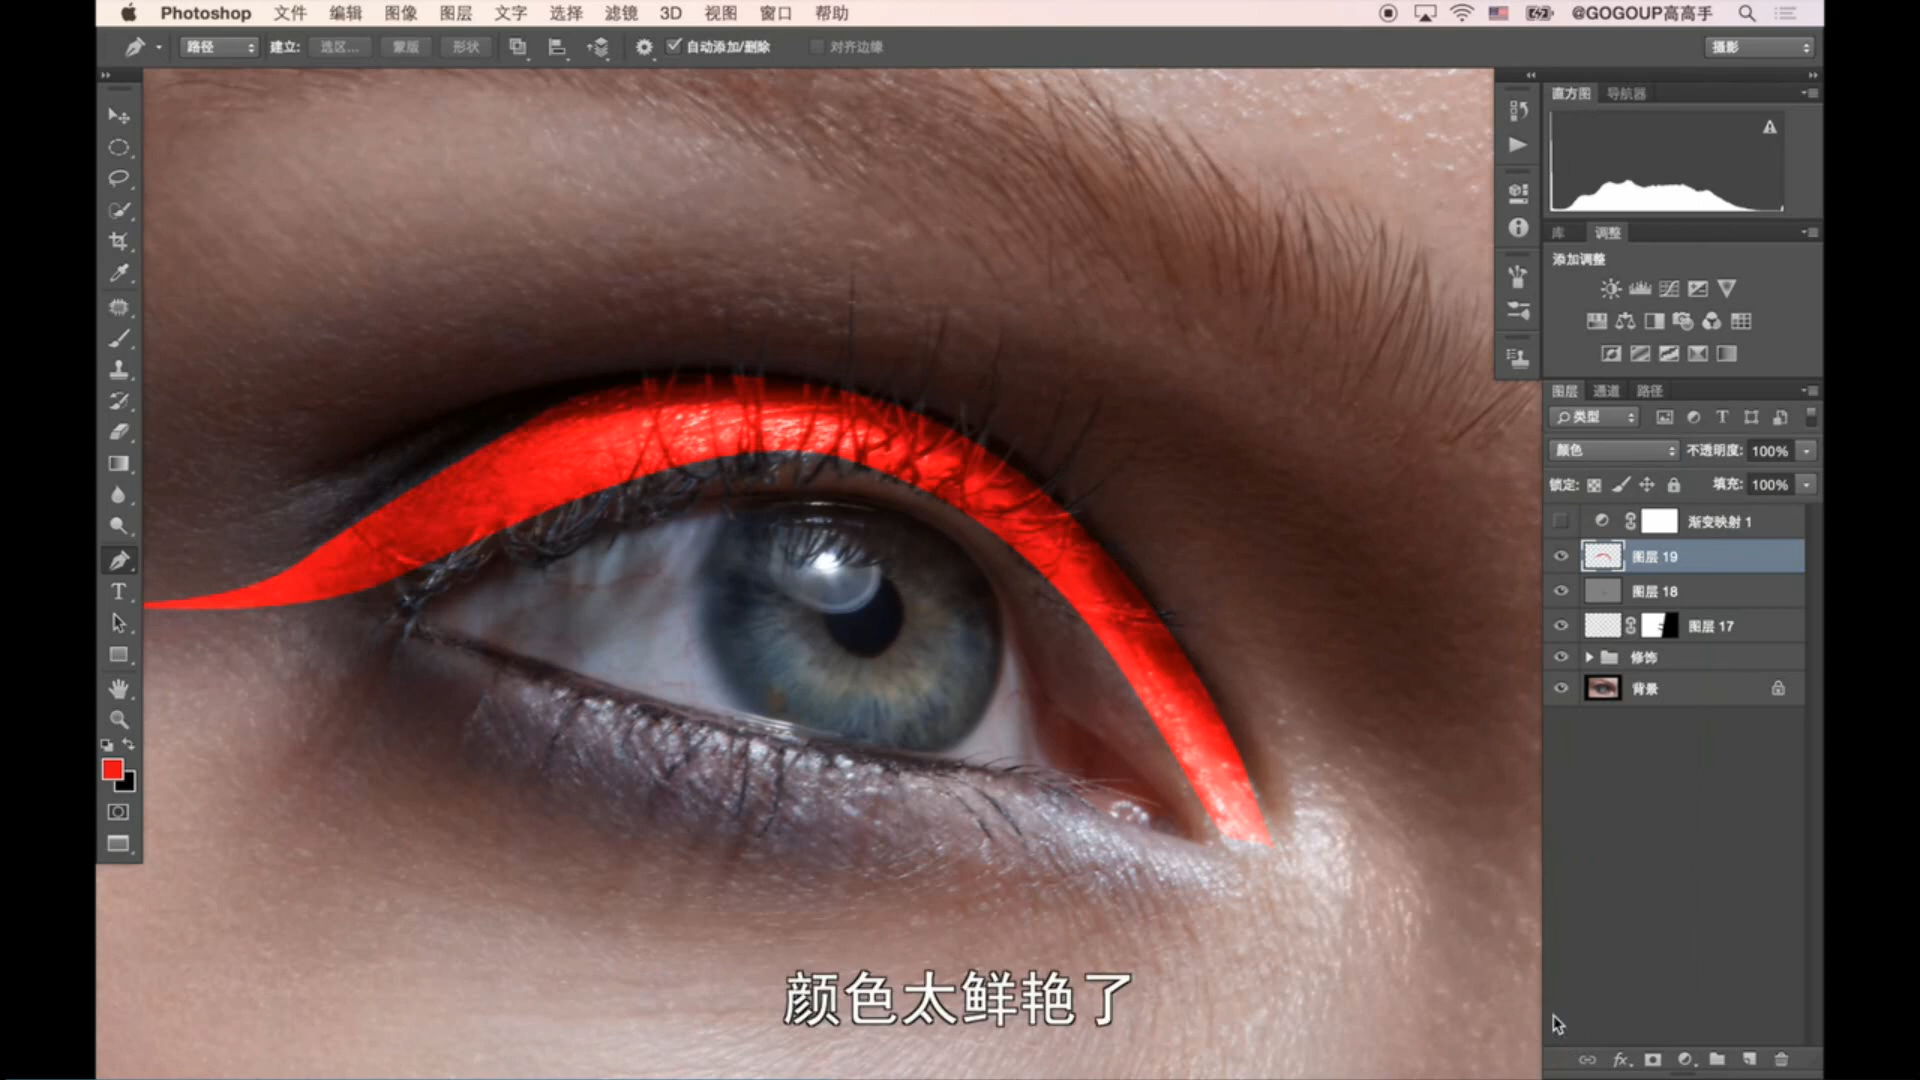 Photoshop 文件 编辑 图像 图层 文字 选择 滤镜 3D 视图 窗口 帮助 @GOGOUP高高手
路径 建立: 选区... 蒙版 形状 自动添加/删除 对齐边缘 摄影
直方图 导航器
库 调整
添加调整
图层 通道 路径
类型
颜色 不透明度: 100%
锁定: 填充: 100%
渐变映射 1
图层 19
图层 18
图层 17
修饰
背景
颜色太鲜艳了